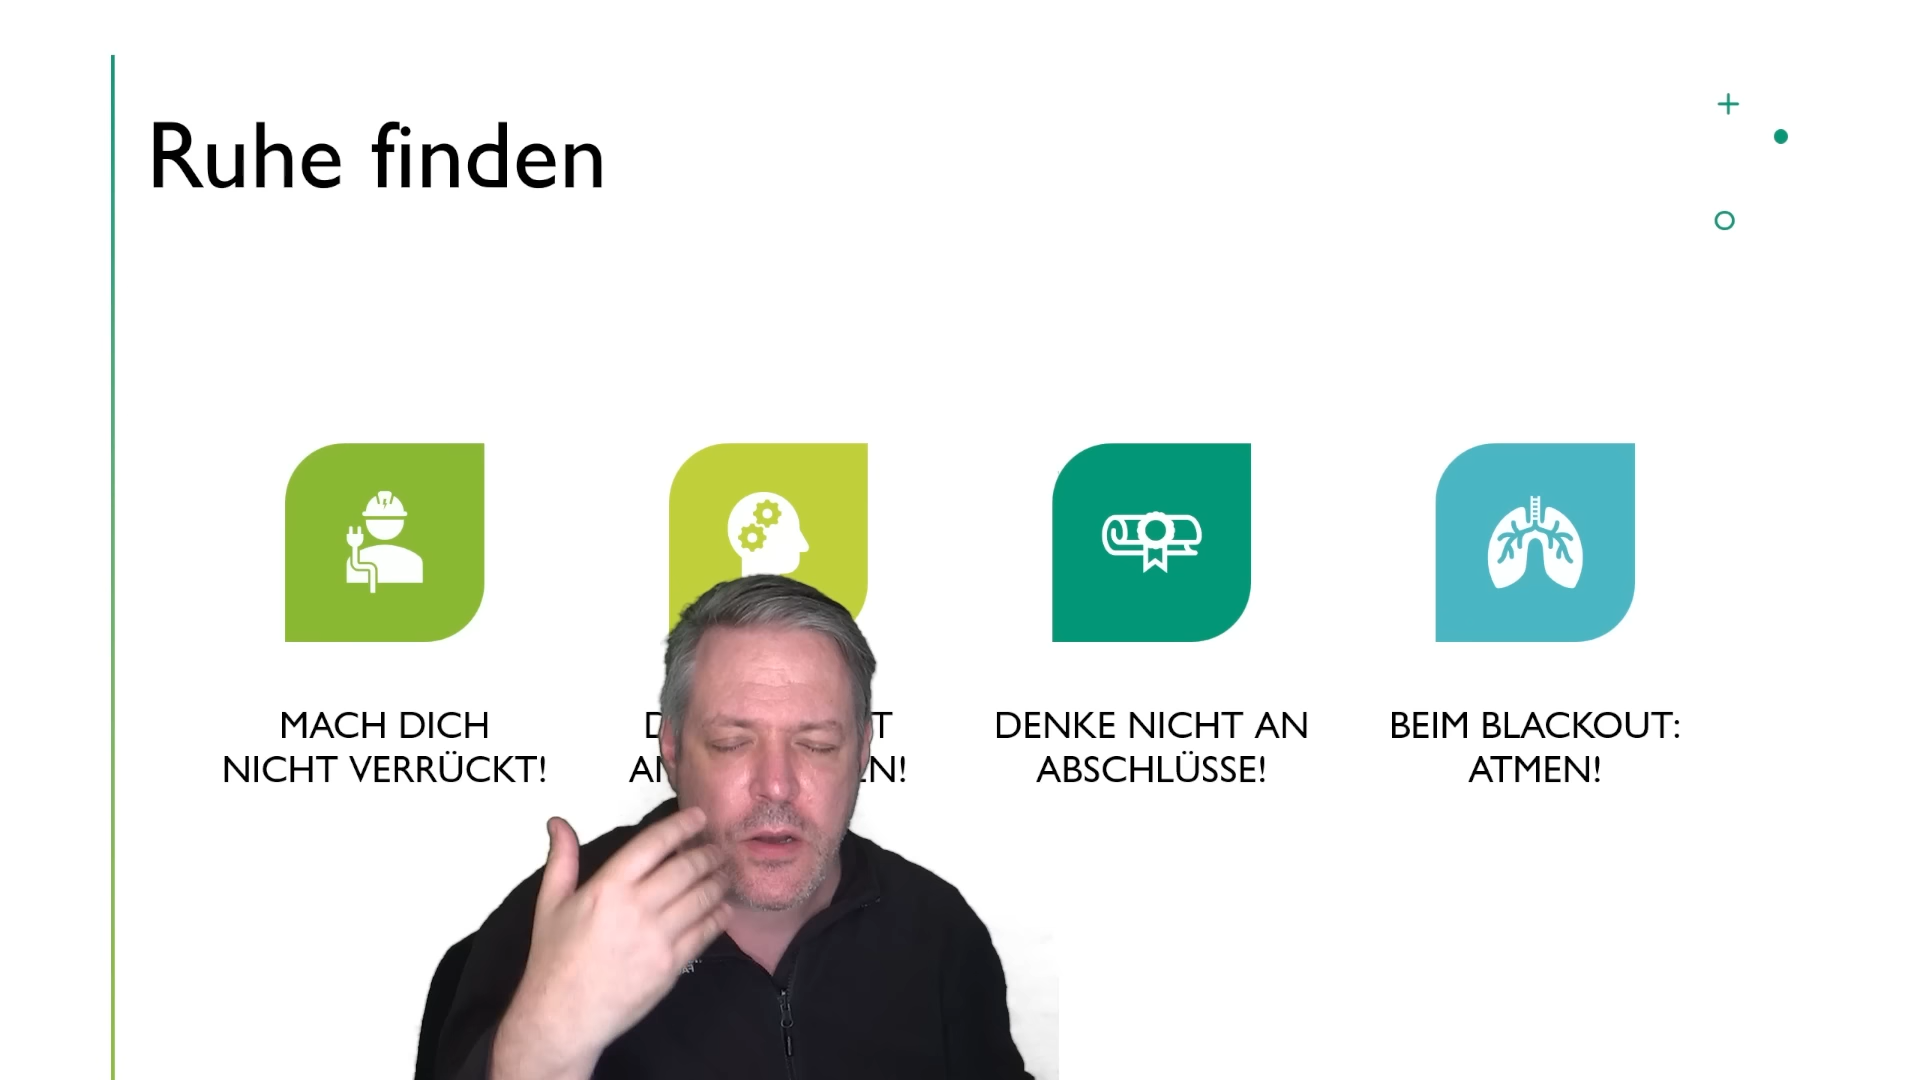 Ruhe finden
MACH DICH
NICHT VERRÜCKT!
DENKE NICHT AN
ABSCHLÜSSE!
BEIM BLACKOUT:
ATMEN!